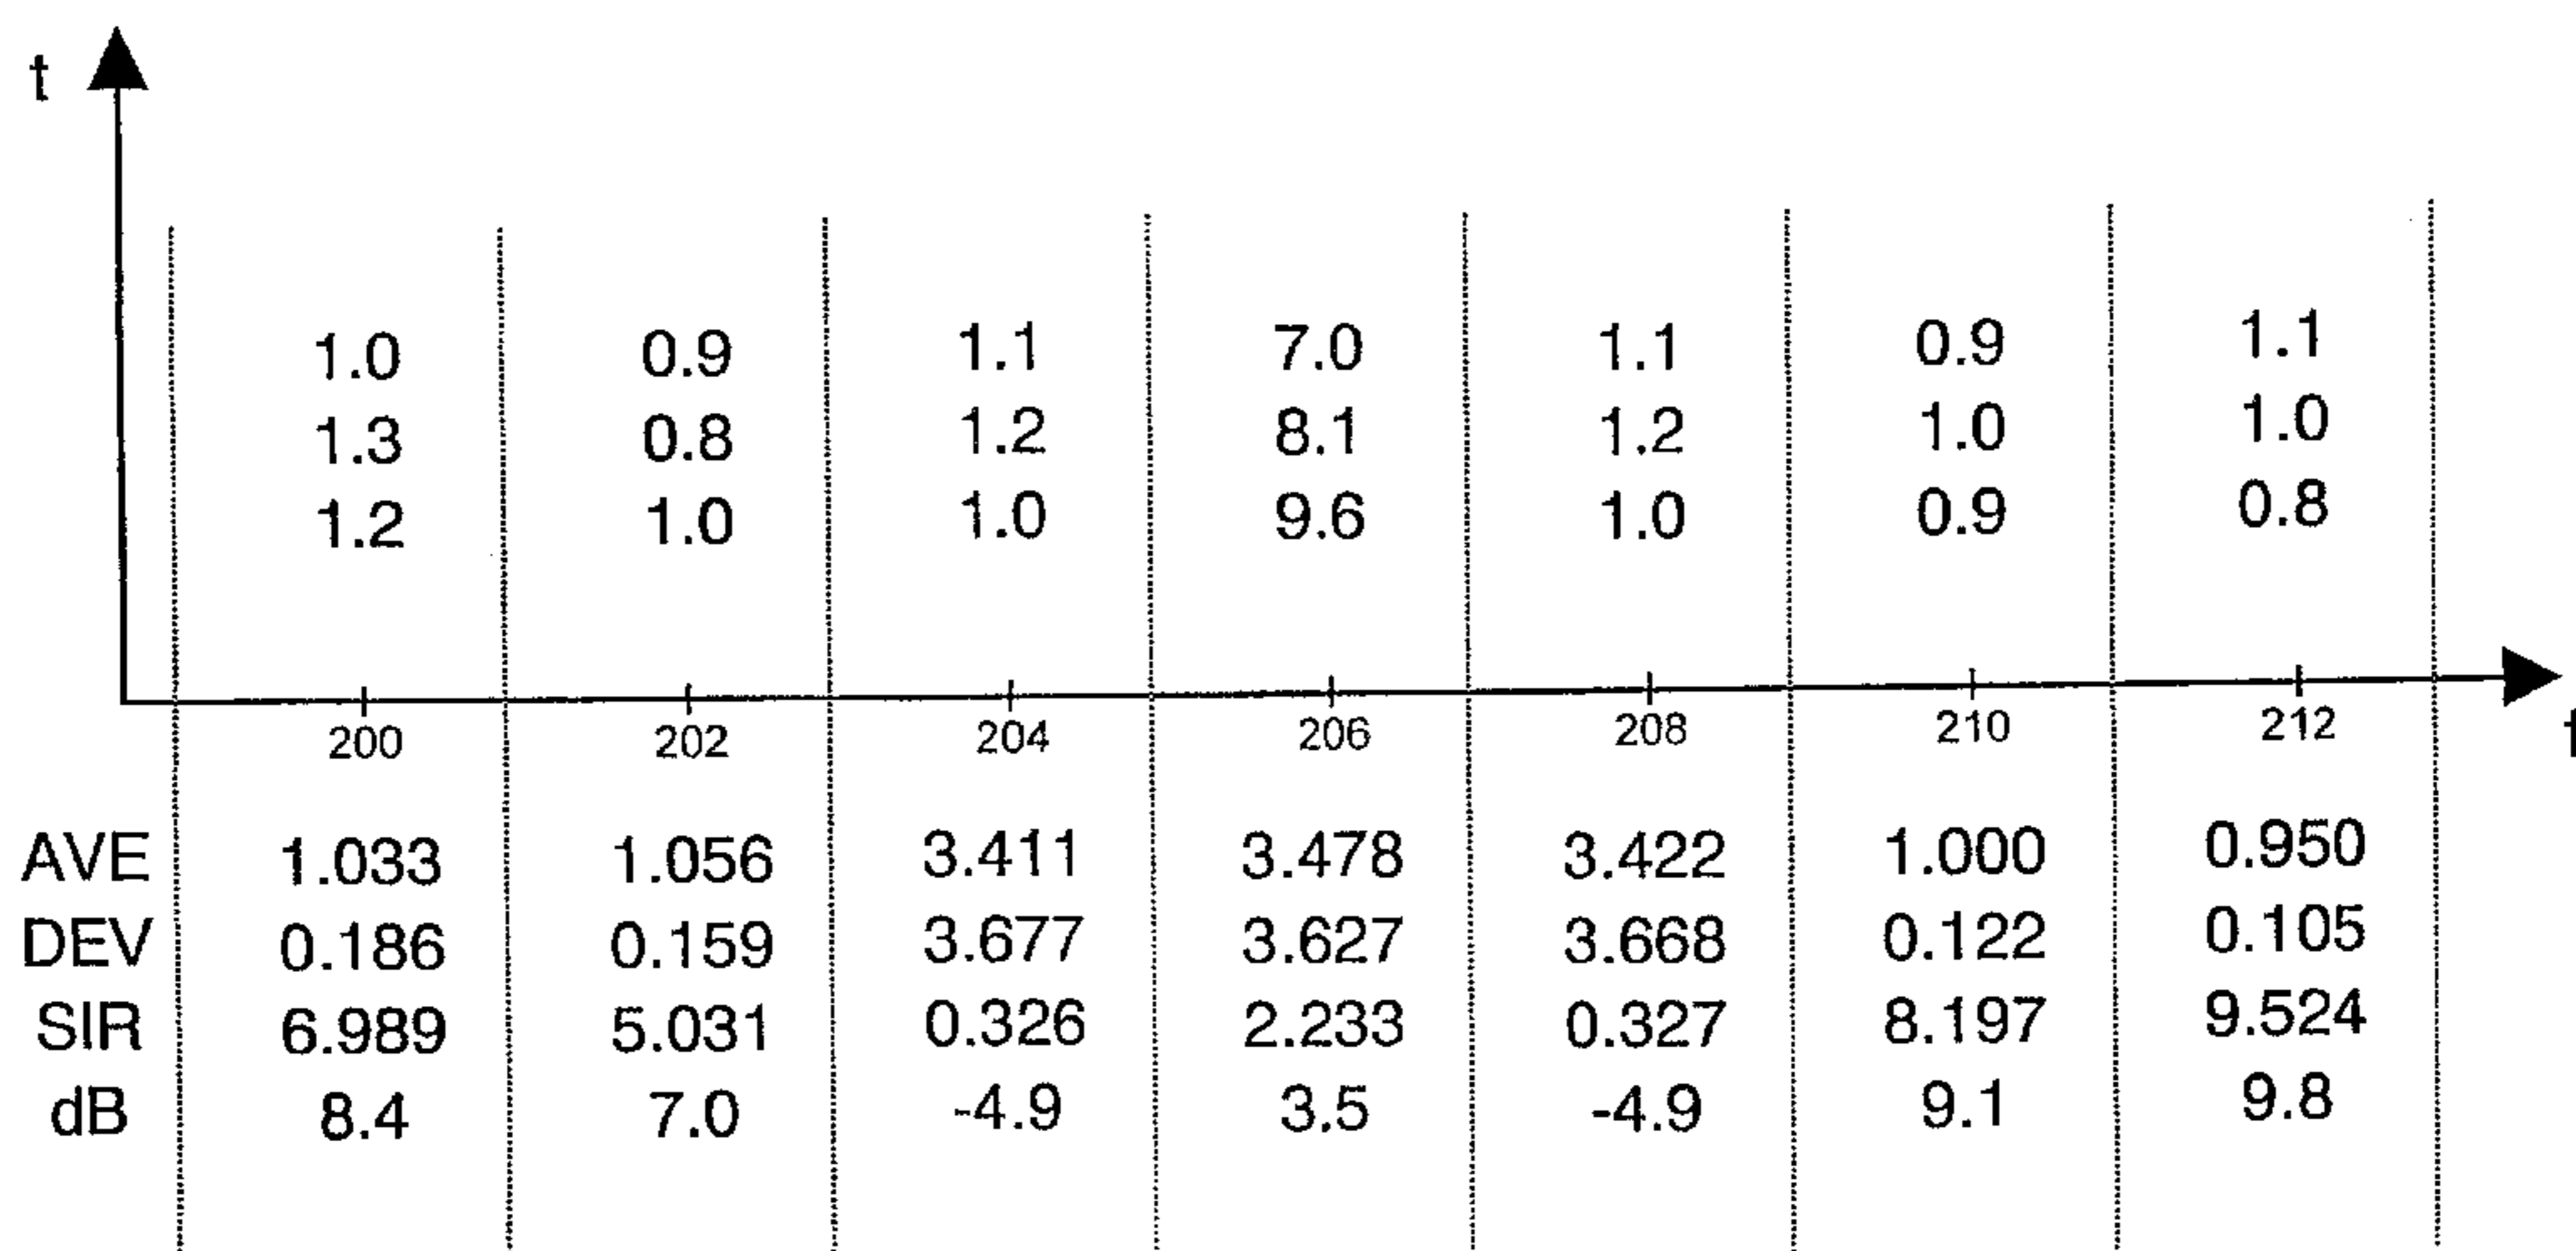 t
1.0 0.9 1.1 7.0 1.1 0.9 1.1
1.3 0.8 1.2 8.1 1.2 1.0 1.0
1.2 1.0 1.0 9.6 1.0 0.9 0.8
200 202 204 206 208 210 212
AVE 1.033 1.056 3.411 3.478 3.422 1.000 0.950
DEV 0.186 0.159 3.677 3.627 3.668 0.122 0.105
SIR 6.989 5.031 0.326 2.233 0.327 8.197 9.524
dB 8.4 7.0 -4.9 3.5 -4.9 9.1 9.8